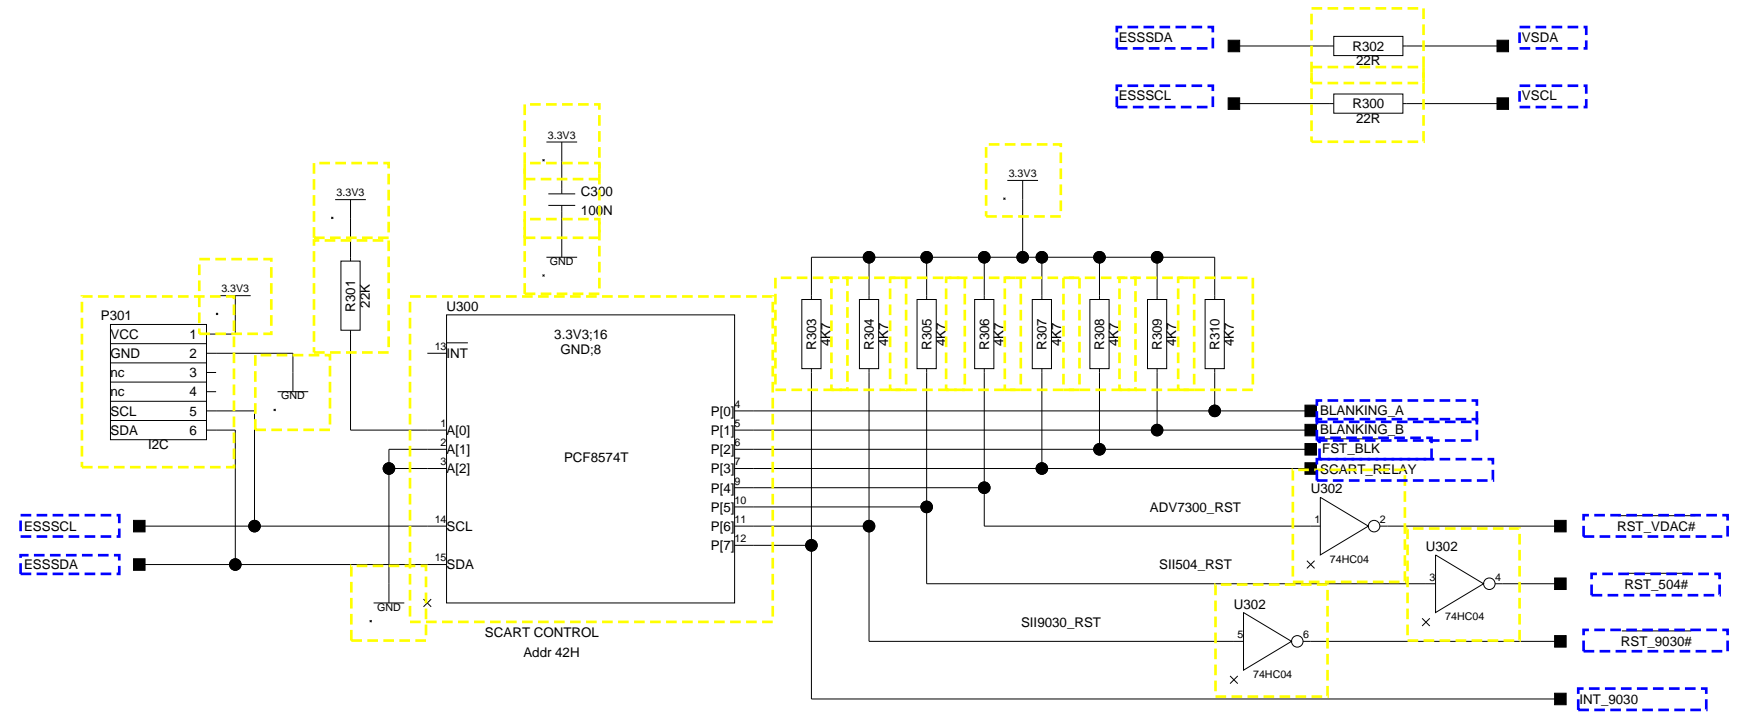 ESSSDA
R302
22R
VSDA
ESSSCL
R300
22R
VSCL
3.3V3
C300
100N
GND
3.3V3
3.3V3
R301
22K
3.3V3
P301
VCC 1
GND 2
nc 3
nc 4
SCL 5
SDA 6
I2C
GND
U300
3.3V3;16
GND;8
13 INT
1 A[0]
2 A[1]
3 A[2]
14 SCL
15 SDA
PCF8574T
P[0] 4
P[1] 5
P[2] 6
P[3] 7
P[4] 9
P[5] 10
P[6] 11
P[7] 12
SCART CONTROL
Addr 42H
GND
ESSSCL
ESSSDA
R303 4K7
R304 4K7
R305 4K7
R306 4K7
R307 4K7
R308 4K7
R309 4K7
R310 4K7
BLANKING_A
BLANKING_B
FST_BLK
SCART_RELAY
U302
ADV7300_RST
1
2
74HC04
RST_VDAC#
U302
SII504_RST
3
4
74HC04
RST_504#
U302
SII9030_RST
5
6
74HC04
RST_9030#
INT_9030